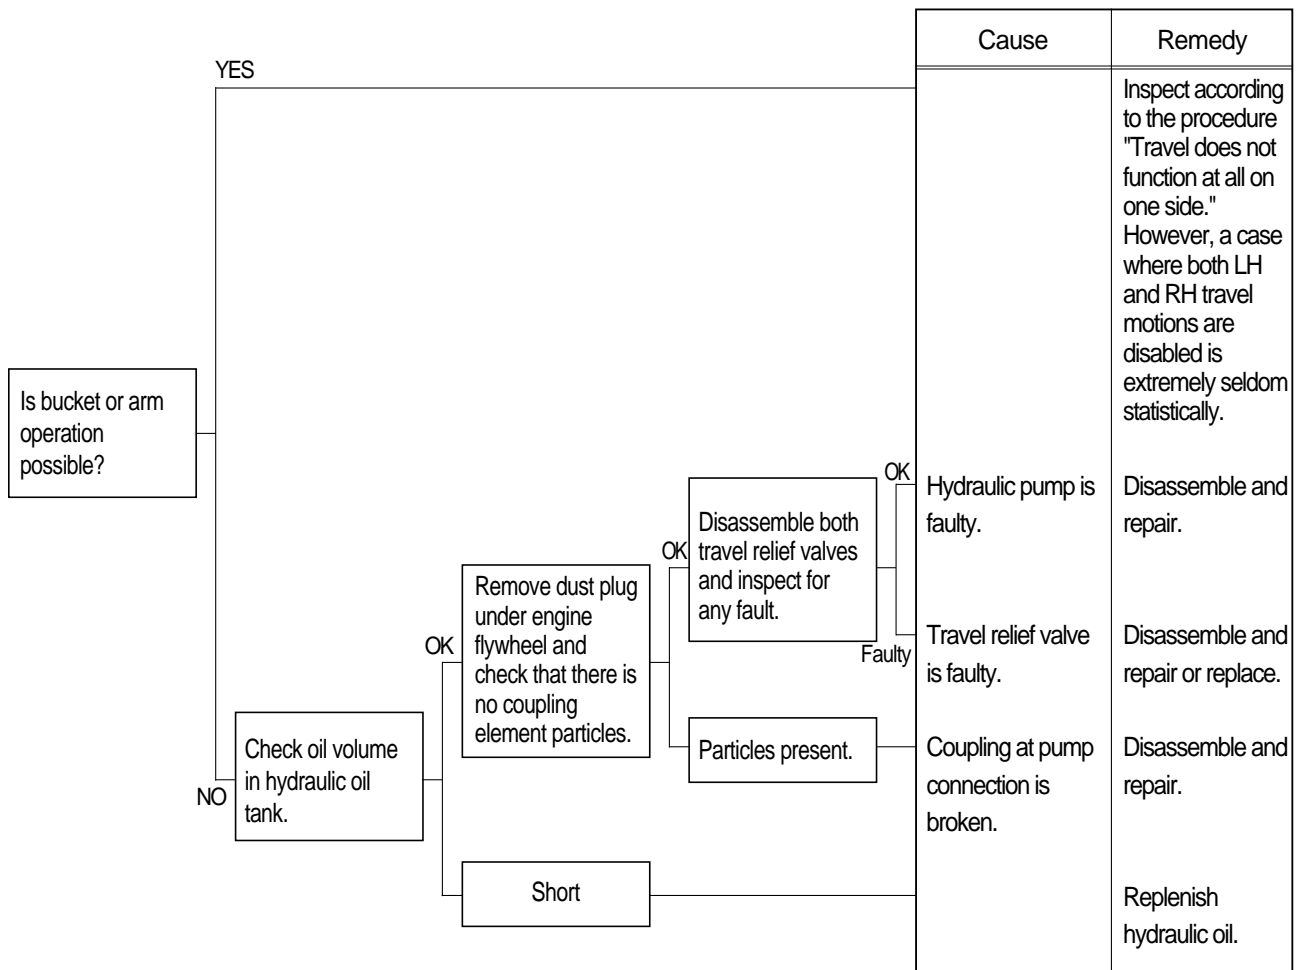 Cause
Remedy
YES
Inspect according
to the procedure
"Travel does not
function at all on
one side."
However, a case
where both LH
and RH travel
motions are
disabled is
extremely seldom
statistically.
Is bucket or arm
operation
possible?
OK
Hydraulic pump is
faulty.
Disassemble and
repair.
OK
Disassemble both
travel relief valves
and inspect for
any fault.
Faulty
Travel relief valve
is faulty.
Disassemble and
repair or replace.
OK
Remove dust plug
under engine
flywheel and
check that there is
no coupling
element particles.
Particles present.
Coupling at pump
connection is
broken.
Disassemble and
repair.
NO
Check oil volume
in hydraulic oil
tank.
Short
Replenish
hydraulic oil.